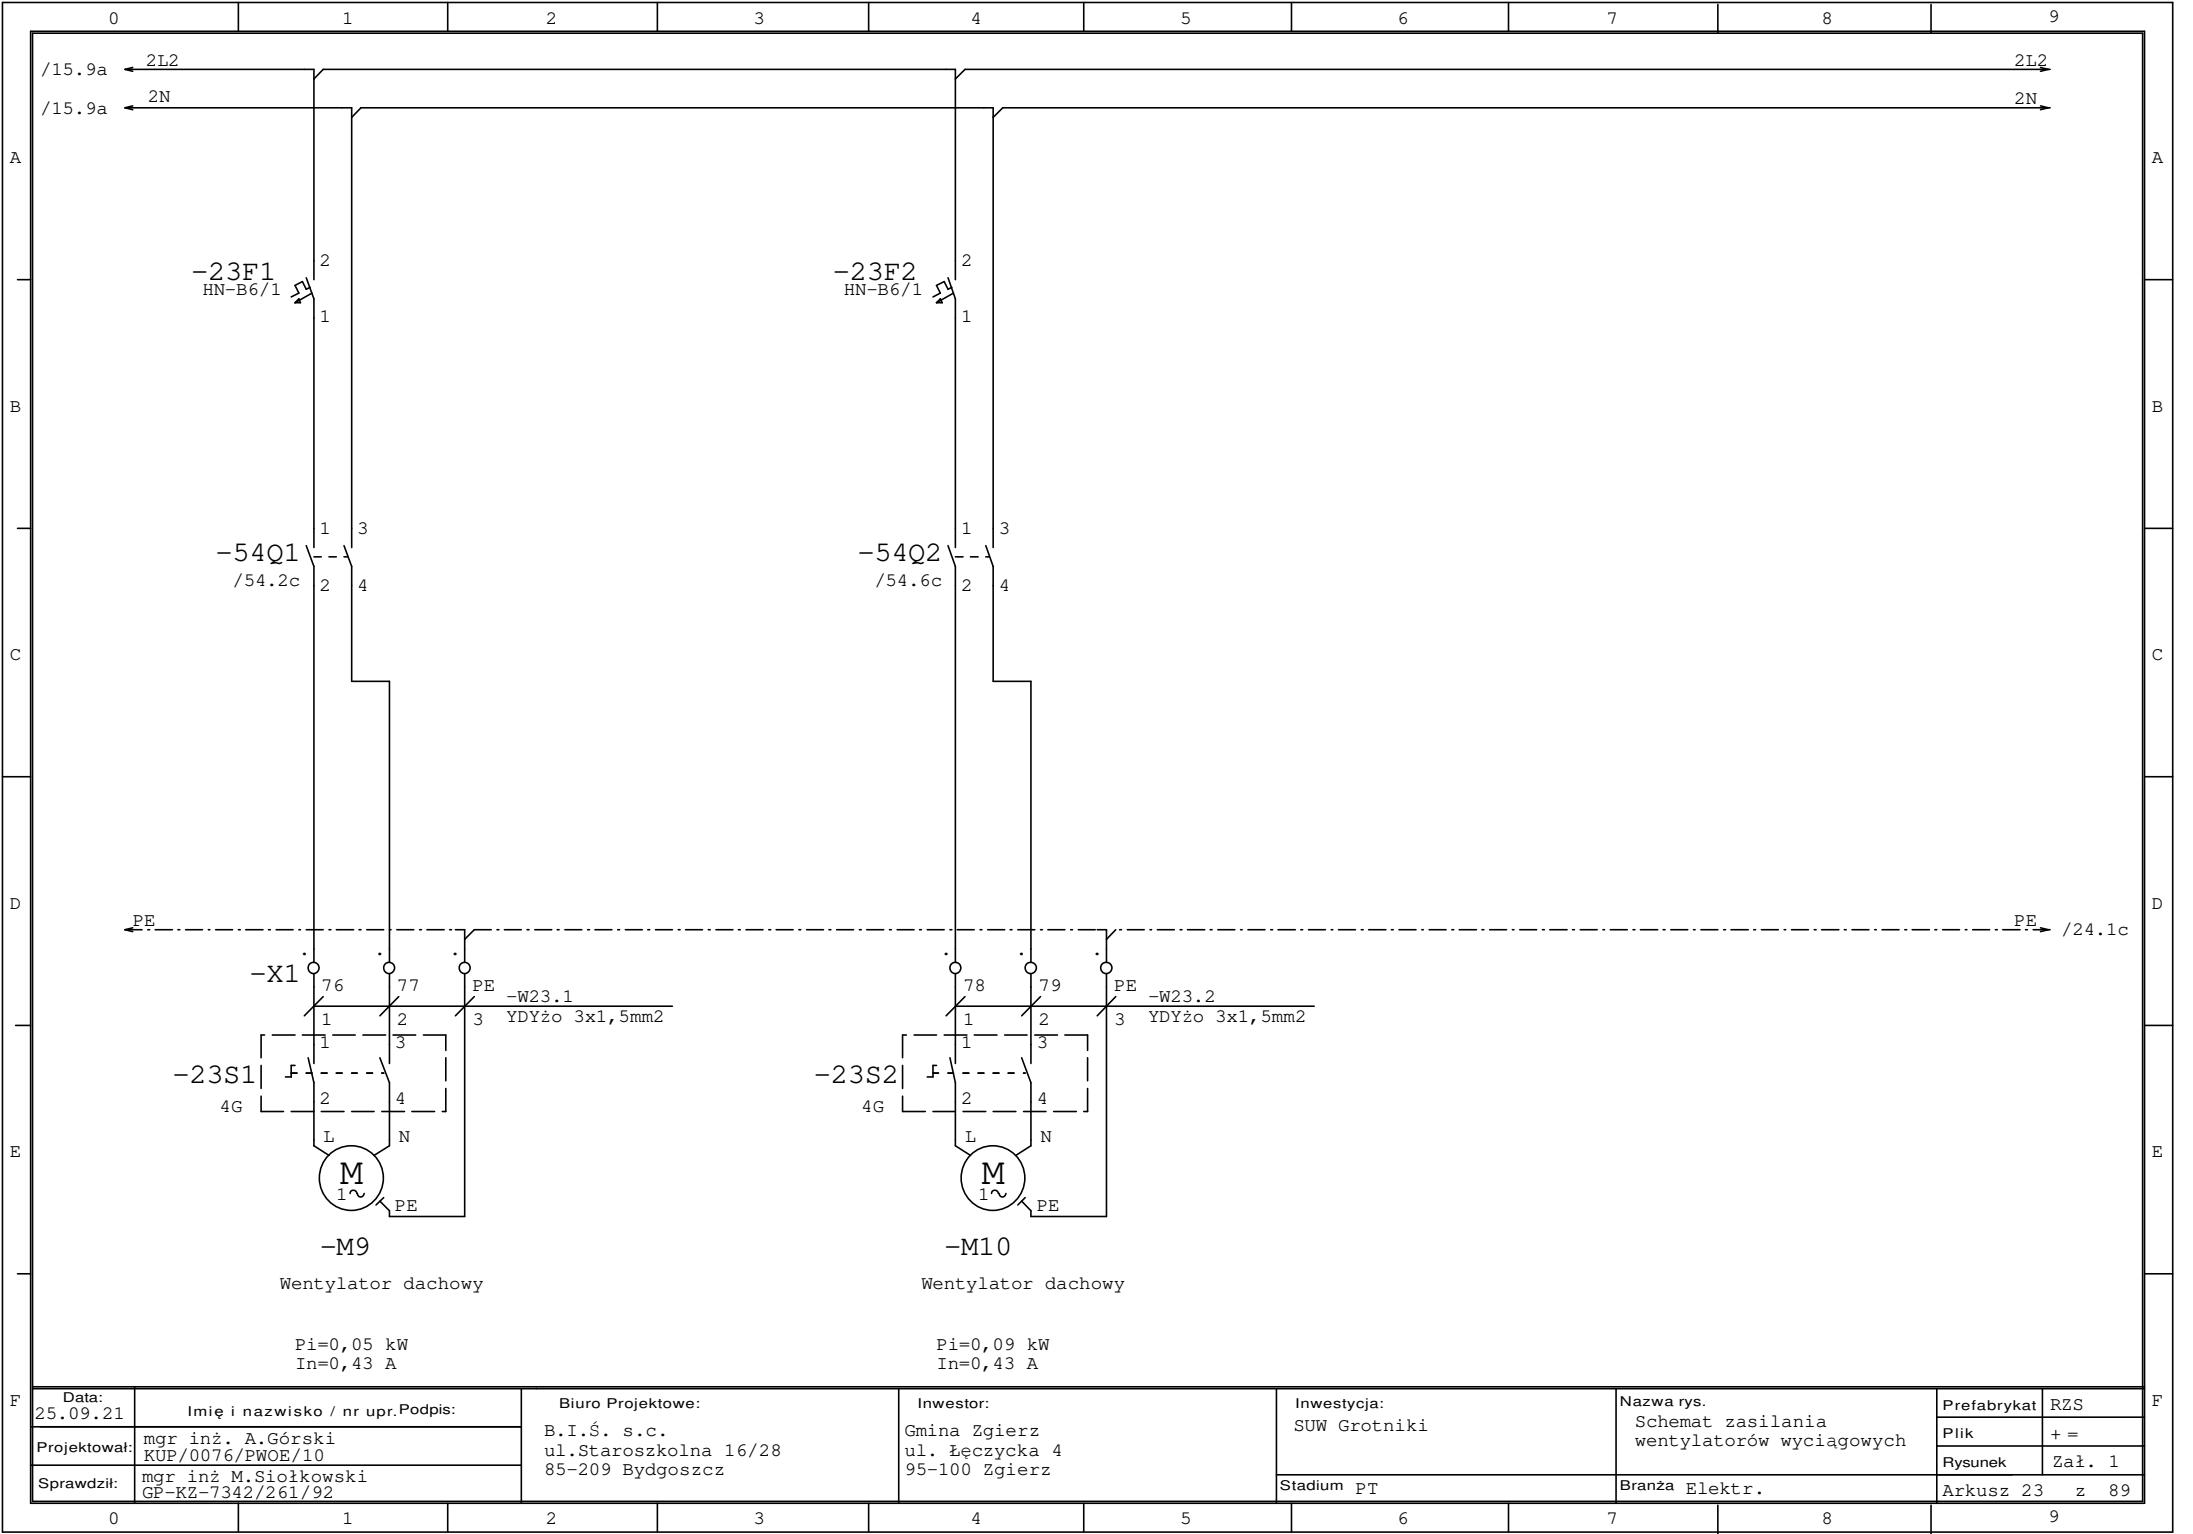 0 1 2 3 4 5 6 7 8 9
/15.9a 2L2 2L2
/15.9a 2N 2N
A A
2 2
-23F1 -23F2
HN-B6/1 HN-B6/1
1 1
B B
1 3 1 3
-54Q1 -54Q2
/54.2c /54.6c
2 4 2 4
C C
D D
PE PE /24.1c
-X1
76 77 PE 78 79 PE
-W23.1 -W23.2
YDYżo 3x1,5mm2 YDYżo 3x1,5mm2
1 2 3 1 2 3
1 3 1 3
-23S1 -23S2
2 4 2 4
4G 4G
L N L N
E E
M M
1~ 1~
PE PE
-M9 -M10
Wentylator dachowy Wentylator dachowy
Pi=0,05 kW Pi=0,09 kW
In=0,43 A In=0,43 A
F F
Data:
25.09.21
Imię i nazwisko / nr upr. Podpis:
Projektował:
mgr inż. A.Górski
KUP/0076/PWOE/10
Sprawdził:
mgr inż M.Siołkowski
GP-KZ-7342/261/92
Biuro Projektowe:
B.I.Ś. s.c.
ul.Staroszkolna 16/28
85-209 Bydgoszcz
Inwestor:
Gmina Zgierz
ul. Łęczycka 4
95-100 Zgierz
Inwestycja:
SUW Grotniki
Stadium PT
Nazwa rys.
Schemat zasilania
wentylatorów wyciągowych
Branża Elektr.
Prefabrykat RZS
Plik + =
Rysunek Zał. 1
Arkusz 23 z 89
0 1 2 3 4 5 6 7 8 9